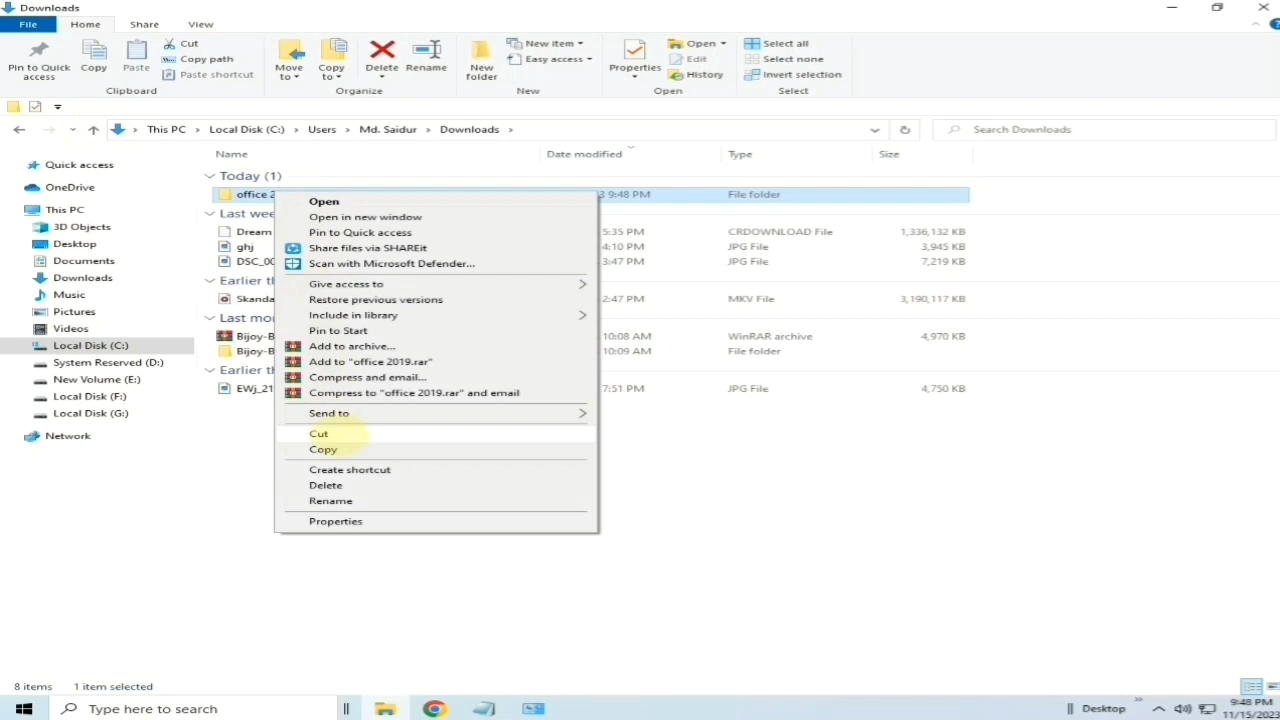 Downloads
File Home Share View
Pin to Quick access
Copy
Paste
Cut
Copy path
Paste shortcut
Clipboard
Move to
Copy to
Delete
Rename
Organize
New folder
New item
Easy access
New
Properties
Open
Edit
History
Open
Select all
Select none
Invert selection
Select
This PC > Local Disk (C:) > Users > Md. Saidur > Downloads >
Search Downloads
Name Date modified Type Size
Quick access
OneDrive
This PC
3D Objects
Desktop
Documents
Downloads
Music
Pictures
Videos
Local Disk (C:)
System Reserved (D:)
New Volume (E:)
Local Disk (F:)
Local Disk (G:)
Network
Today (1)
office 2 3 9:48 PM File folder
Last wee
Dream 5:35 PM CRDOWNLOAD File 1,336,132 KB
ghj 4:10 PM JPG File 3,945 KB
DSC_00 3:47 PM JPG File 7,219 KB
Earlier th
Skanda 2:47 PM MKV File 3,190,117 KB
Last mo
Bijoy-B 10:08 AM WinRAR archive 4,970 KB
Bijoy-B 10:09 AM File folder
Earlier th
EWj_21 7:51 PM JPG File 4,750 KB
Open
Open in new window
Pin to Quick access
Share files via SHAREit
Scan with Microsoft Defender...
Give access to
Restore previous versions
Include in library
Pin to Start
Add to archive...
Add to "office 2019.rar"
Compress and email...
Compress to "office 2019.rar" and email
Send to
Cut
Copy
Create shortcut
Delete
Rename
Properties
8 items 1 item selected
Type here to search
Desktop
9:48 PM
11/15/2023